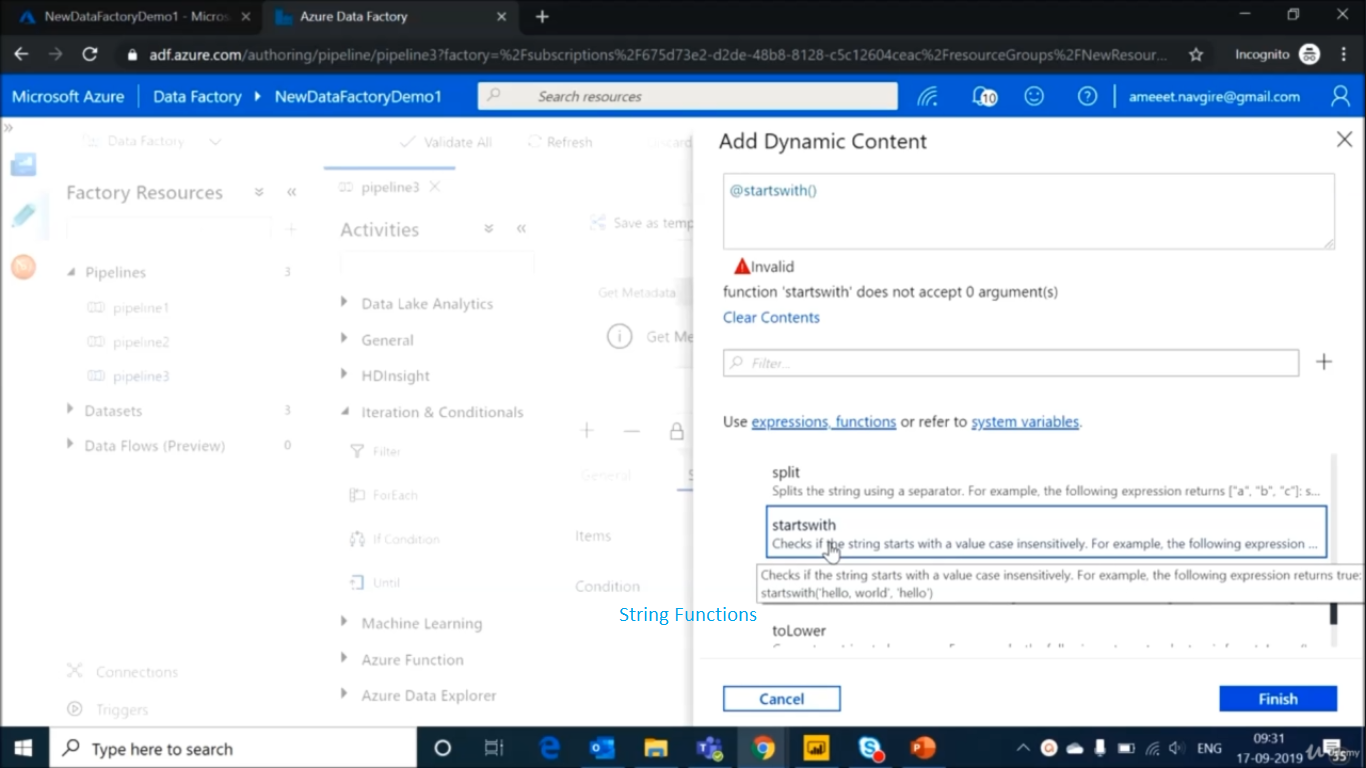 NewDataFactoryDemo1 - Micros
Azure Data Factory
adf.azure.com/authoring/pipeline/pipeline3?factory=%2Fsubscriptions%2F675d73e2-d2de-48b8-8128-c5c12604ceac%2FresourceGroups%2FNewResour...
Incognito
Microsoft Azure
Data Factory
NewDataFactoryDemo1
Search resources
10
ameeet.navgire@gmail.com
Data Factory
Validate All
Refresh
Discard
Factory Resources
pipeline3
Activities
Save as temp
Pipelines 3
pipeline1
pipeline2
pipeline3
Datasets 3
Data Flows (Preview) 0
Connections
Triggers
Data Lake Analytics
General
HDInsight
Iteration & Conditionals
Filter
ForEach
If Condition
Until
Machine Learning
Azure Function
Azure Data Explorer
Get Metadata
Get Me
General
S
Items
Condition
String Functions
Add Dynamic Content
@startswith()
Invalid
function 'startswith' does not accept 0 argument(s)
Clear Contents
Filter...
Use expressions, functions or refer to system variables.
split
Splits the string using a separator. For example, the following expression returns ["a", "b", "c"]: s...
startswith
Checks if the string starts with a value case insensitively. For example, the following expression ...
Checks if the string starts with a value case insensitively. For example, the following expression returns true:
startswith('hello, world', 'hello')
toLower
Cancel
Finish
Type here to search
ENG
09:31
17-09-2019